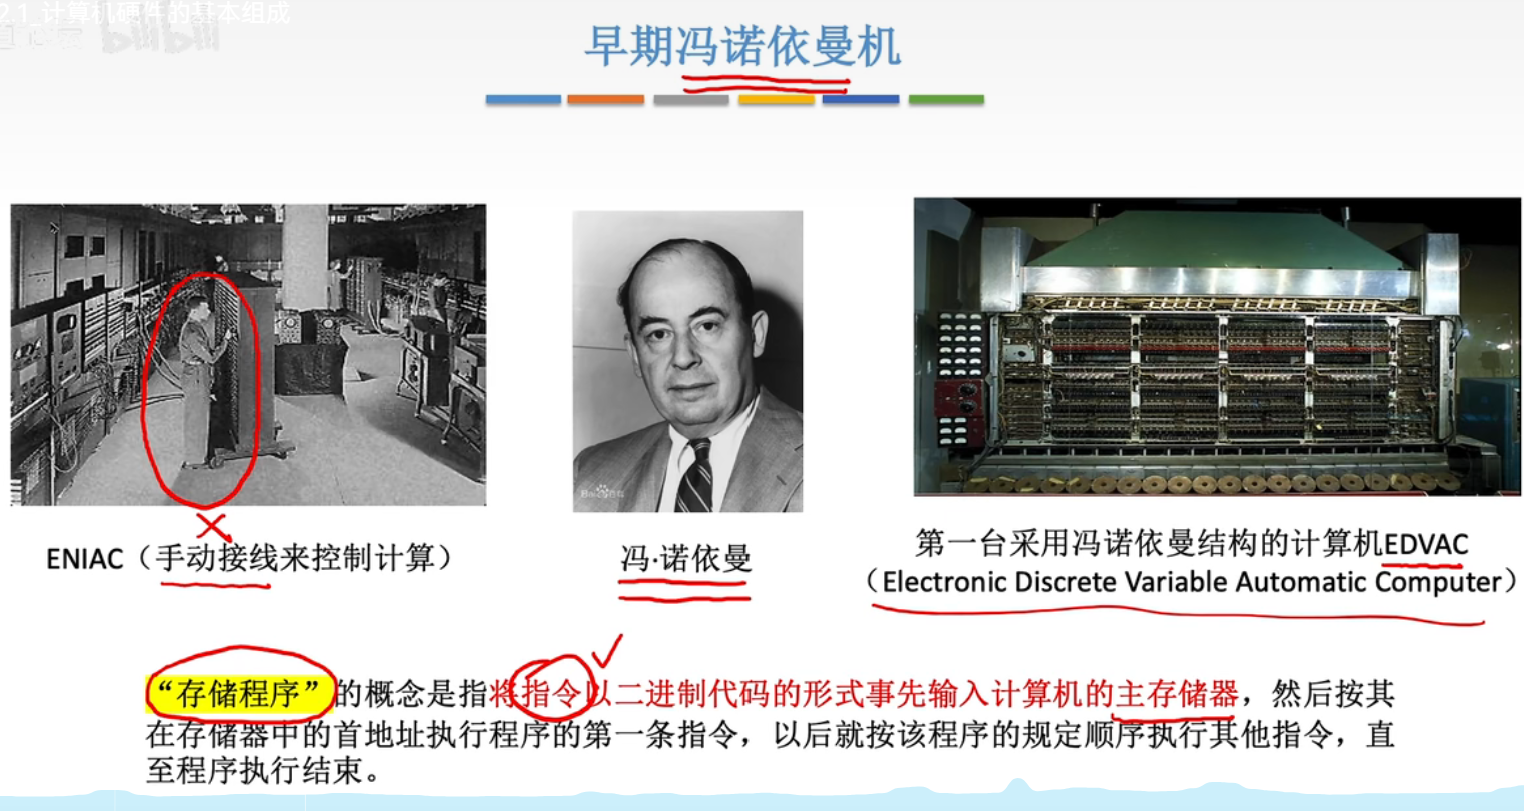 2.1_计算机硬件的基本组成
bilibili
早期冯诺依曼机
ENIAC（手动接线来控制计算）
冯·诺依曼
第一台采用冯诺依曼结构的计算机EDVAC
（Electronic Discrete Variable Automatic Computer）
“存储程序”的概念是指将指令以二进制代码的形式事先输入计算机的主存储器，然后按其
在存储器中的首地址执行程序的第一条指令，以后就按该程序的规定顺序执行其他指令，直
至程序执行结束。